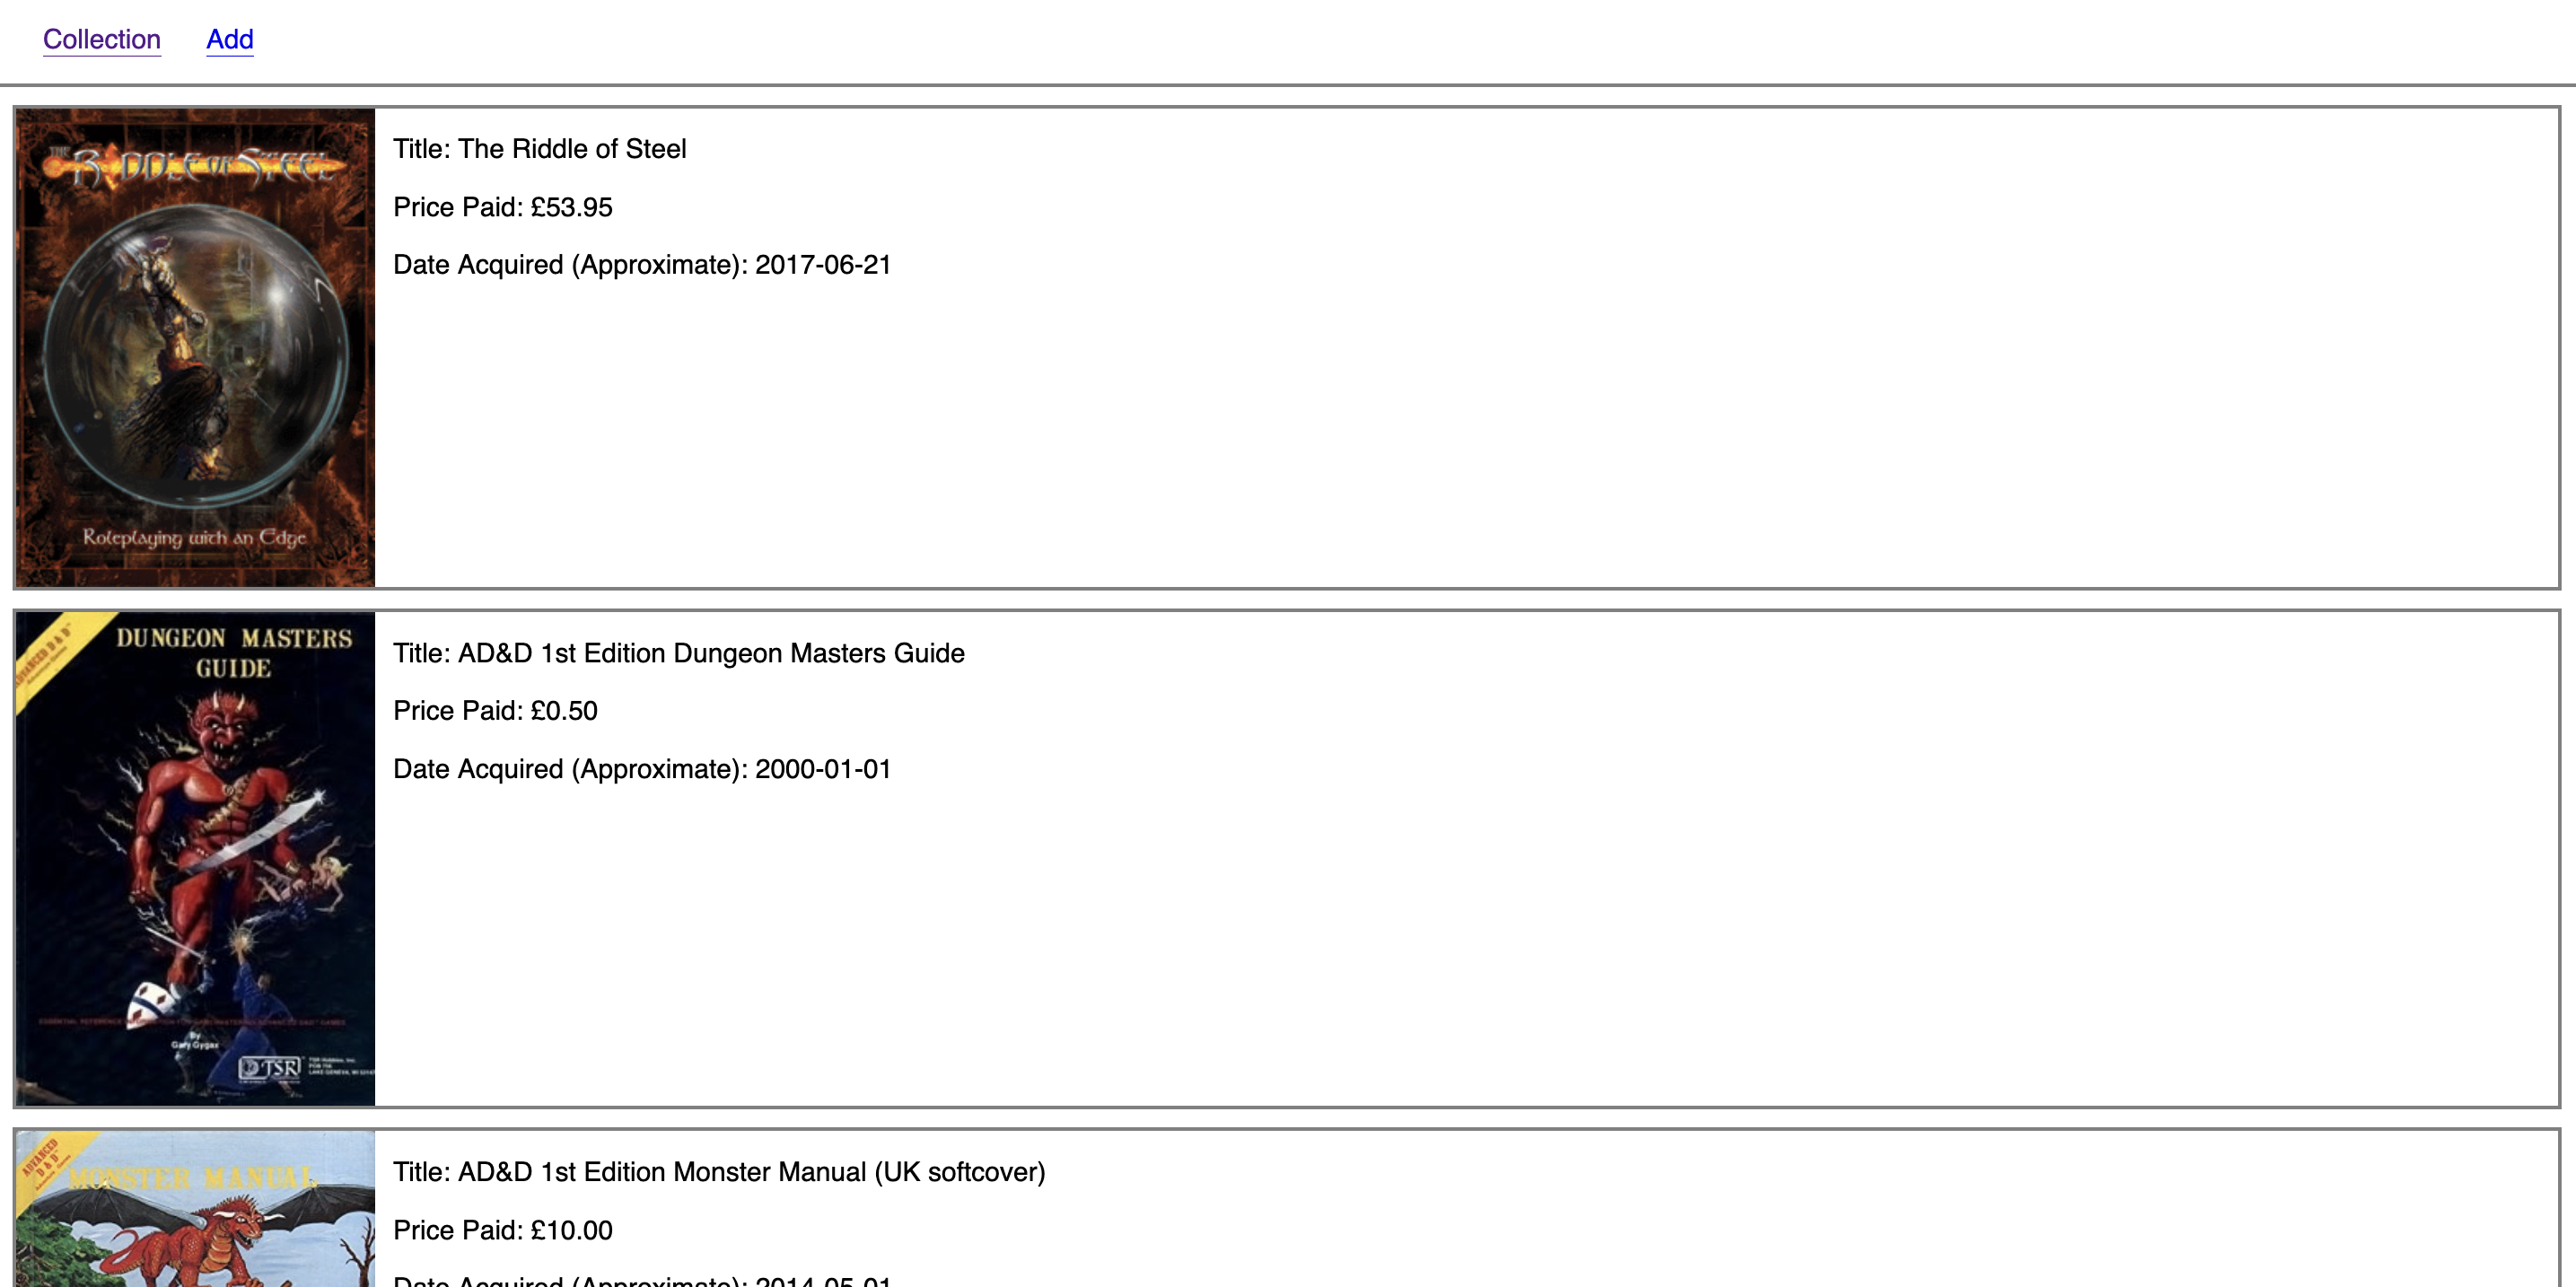 Collection Add
THE RIDDLE OF STEEL
Roleplaying with an Edge
Title: The Riddle of Steel
Price Paid: £53.95
Date Acquired (Approximate): 2017-06-21
ADVANCED D&D
DUNGEON MASTERS
GUIDE
by
Gary Gygax
TSR
Title: AD&D 1st Edition Dungeon Masters Guide
Price Paid: £0.50
Date Acquired (Approximate): 2000-01-01
ADVANCED
D&D
MONSTER MANUAL
Title: AD&D 1st Edition Monster Manual (UK softcover)
Price Paid: £10.00
Date Acquired (Approximate): 2014-05-01